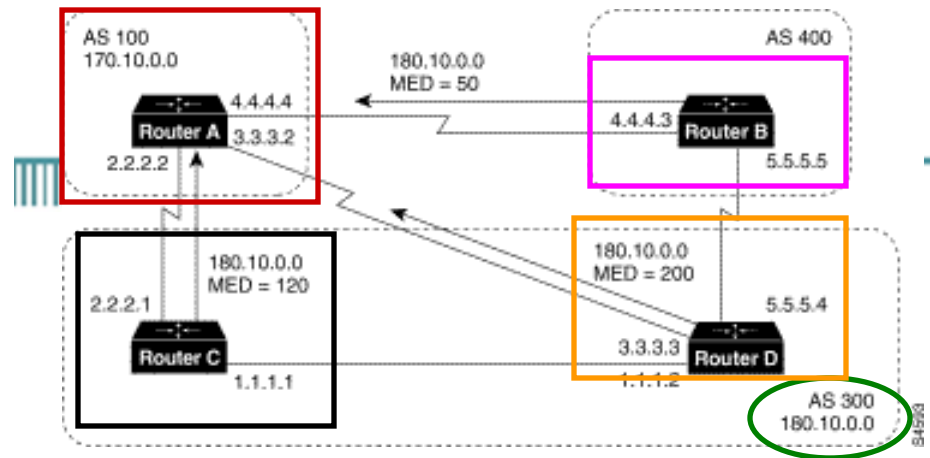 AS 100
170.10.0.0
4.4.4.4
Router A
3.3.3.2
2.2.2.2
180.10.0.0
MED = 50
AS 400
4.4.4.3
Router B
5.5.5.5
180.10.0.0
MED = 120
2.2.2.1
Router C
1.1.1.1
180.10.0.0
MED = 200
5.5.5.4
3.3.3.3
Router D
1.1.1.2
AS 300
180.10.0.0
S4593